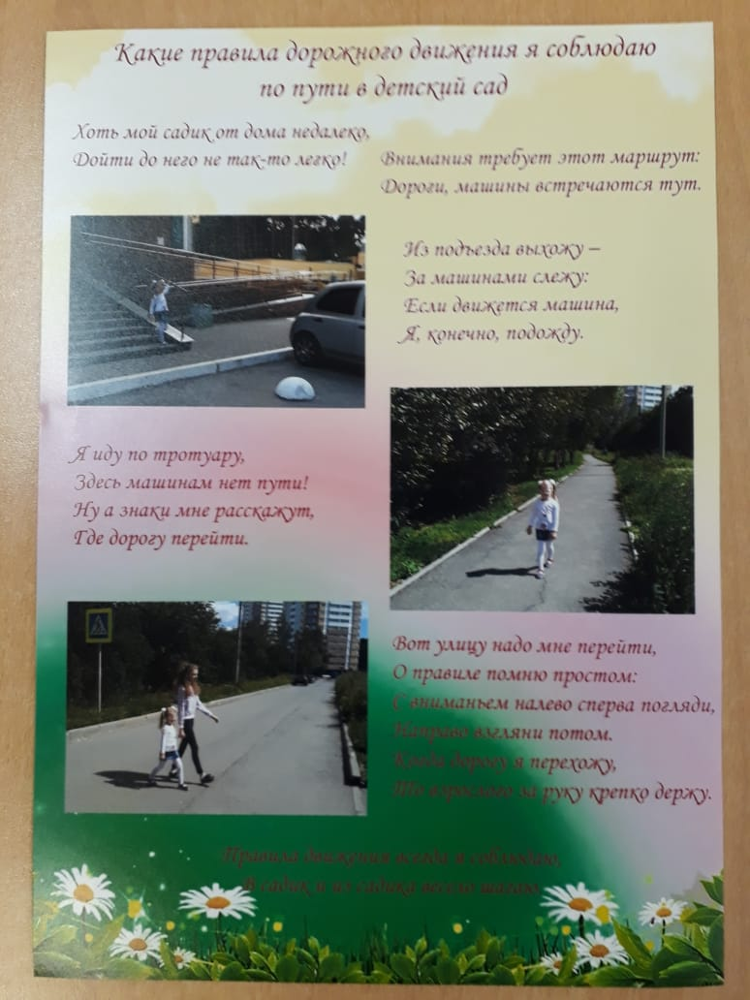 Какие правила дорожного движения я соблюдаю
по пути в детский сад
Хоть мой садик от дома недалеко,
Дойти до него не так-то легко!
Внимания требует этот маршрут:
Дороги, машины встречаются тут.
Из подъезда выхожу –
За машинами слежу:
Если движется машина,
Я, конечно, подожду.
Я иду по тротуару,
Здесь машинам нет пути!
Ну а знаки мне расскажут,
Где дорогу перейти.
Вот улицу надо мне перейти,
О правиле помню простом:
С вниманьем налево сперва погляди,
Направо взгляни потом.
Когда дорогу я перехожу,
То взрослого за руку крепко держу.
Правила движения всегда я соблюдаю,
В садик и из садика весело шагаю.